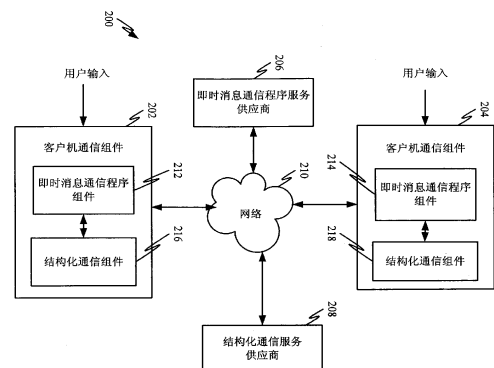 200
用户输入
202
客户机通信组件
212
即时消息通信程序
组件
216
结构化通信组件
206
即时消息通信程序服务
供应商
210
网络
208
结构化通信服务
供应商
用户输入
204
客户机通信组件
214
即时消息通信程序
组件
218
结构化通信组件